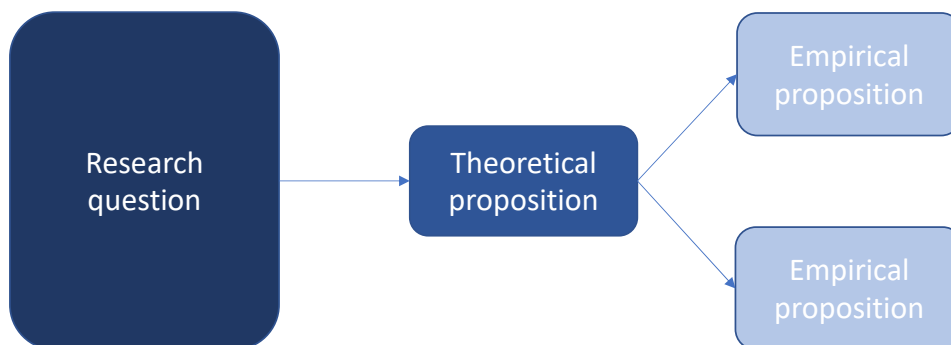 Research
question
Theoretical
proposition
Empirical
proposition
Empirical
proposition